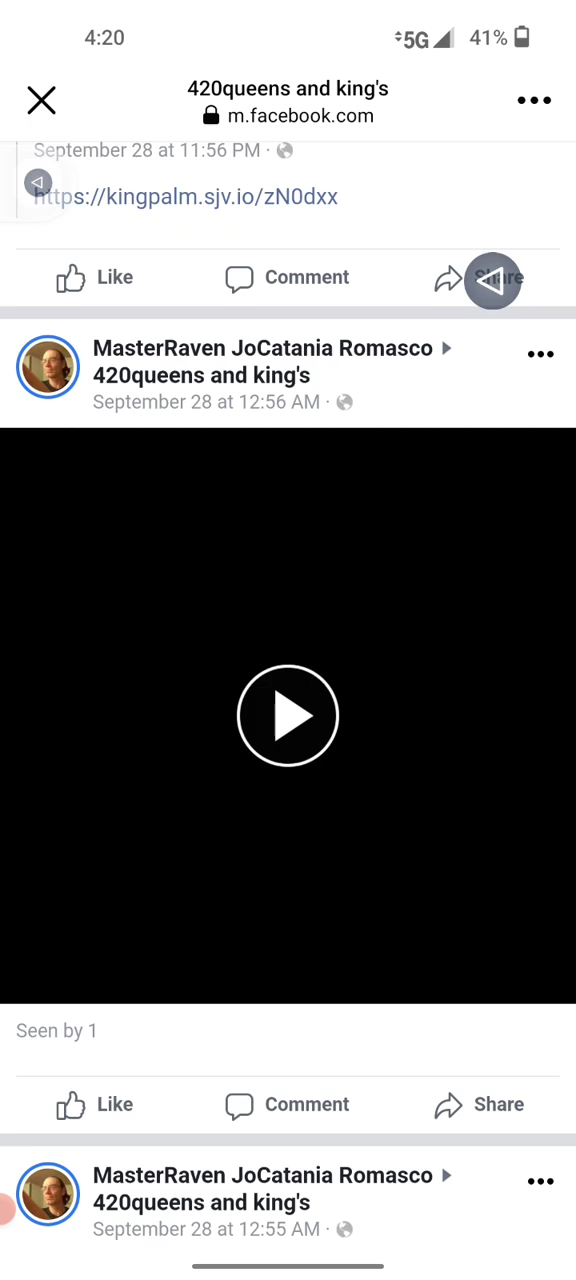 4:20
5G 41%
420queens and king's
m.facebook.com
September 28 at 11:56 PM ·
https://kingpalm.sjv.io/zN0dxx
Like Comment Share
MasterRaven JoCatania Romasco
420queens and king's
September 28 at 12:56 AM ·
Seen by 1
Like Comment Share
MasterRaven JoCatania Romasco
420queens and king's
September 28 at 12:55 AM ·